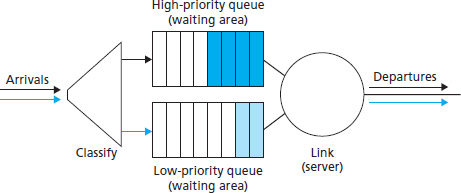 High-priority queue
(waiting area)
Arrivals
Departures
Classify
Link
(server)
Low-priority queue
(waiting area)